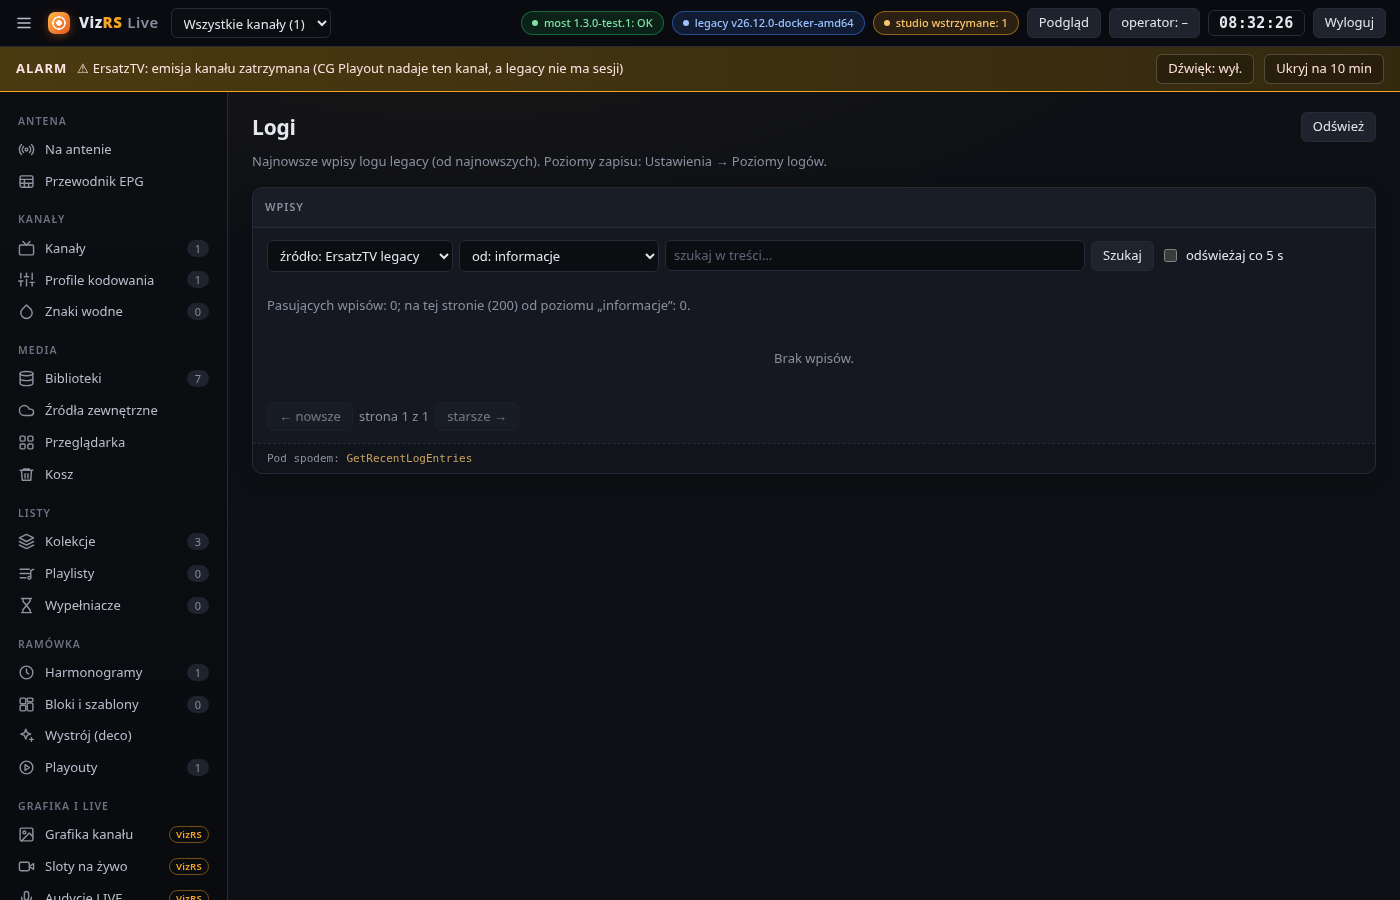 VizRS Live
Wszystkie kanały (1)
most 1.3.0-test.1: OK
legacy v26.12.0-docker-amd64
studio wstrzymane: 1
Podgląd
operator: –
08:32:26
Wyloguj
ALARM ⚠ ErsatzTV: emisja kanału zatrzymana (CG Playout nadaje ten kanał, a legacy nie ma sesji)
Dźwięk: wył.
Ukryj na 10 min
ANTENA
Na antenie
Przewodnik EPG
KANAŁY
Kanały 1
Profile kodowania 1
Znaki wodne 0
MEDIA
Biblioteki 7
Źródła zewnętrzne
Przeglądarka
Kosz
LISTY
Kolekcje 3
Playlisty 0
Wypełniacze 0
RAMÓWKA
Harmonogramy 1
Bloki i szablony 0
Wystrój (deco)
Playouty 1
GRAFIKA I LIVE
Grafika kanału VizRS
Sloty na żywo VizRS
Audycje LIVE VizRS
Logi
Odśwież
Najnowsze wpisy logu legacy (od najnowszych). Poziomy zapisu: Ustawienia → Poziomy logów.
WPISY
źródło: ErsatzTV legacy
od: informacje
szukaj w treści...
Szukaj
odświeżaj co 5 s
Pasujących wpisów: 0; na tej stronie (200) od poziomu „informacje”: 0.
Brak wpisów.
← nowsze
strona 1 z 1
starsze →
Pod spodem: GetRecentLogEntries